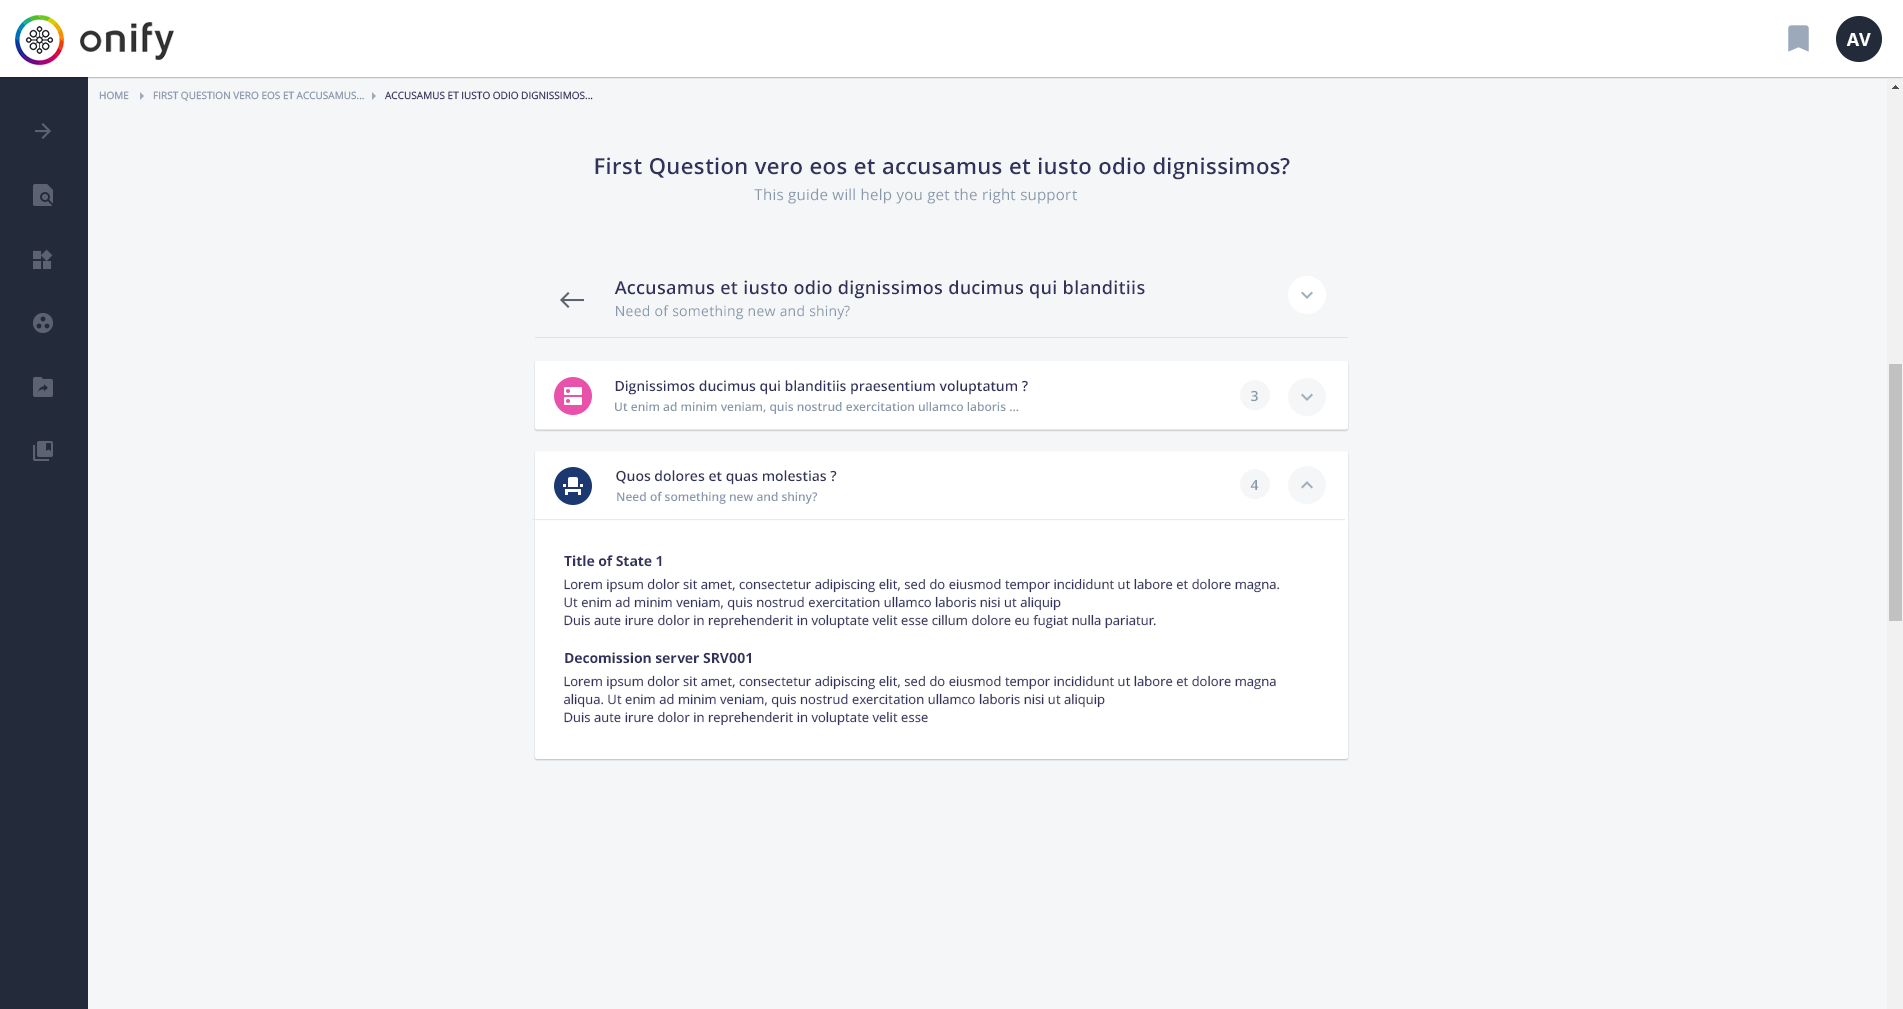 onify
AV
HOME
FIRST QUESTION VERO EOS ET ACCUSAMUS...
ACCUSAMUS ET IUSTO ODIO DIGNISSIMOS...
First Question vero eos et accusamus et iusto odio dignissimos?
This guide will help you get the right support
Accusamus et iusto odio dignissimos ducimus qui blanditiis
Need of something new and shiny?
Dignissimos ducimus qui blanditiis praesentium voluptatum ?
Ut enim ad minim veniam, quis nostrud exercitation ullamco laboris ...
3
Quos dolores et quas molestias ?
Need of something new and shiny?
4
Title of State 1
Lorem ipsum dolor sit amet, consectetur adipiscing elit, sed do eiusmod tempor incididunt ut labore et dolore magna.
Ut enim ad minim veniam, quis nostrud exercitation ullamco laboris nisi ut aliquip
Duis aute irure dolor in reprehenderit in voluptate velit esse cillum dolore eu fugiat nulla pariatur.
Decomission server SRV001
Lorem ipsum dolor sit amet, consectetur adipiscing elit, sed do eiusmod tempor incididunt ut labore et dolore magna
aliqua. Ut enim ad minim veniam, quis nostrud exercitation ullamco laboris nisi ut aliquip
Duis aute irure dolor in reprehenderit in voluptate velit esse